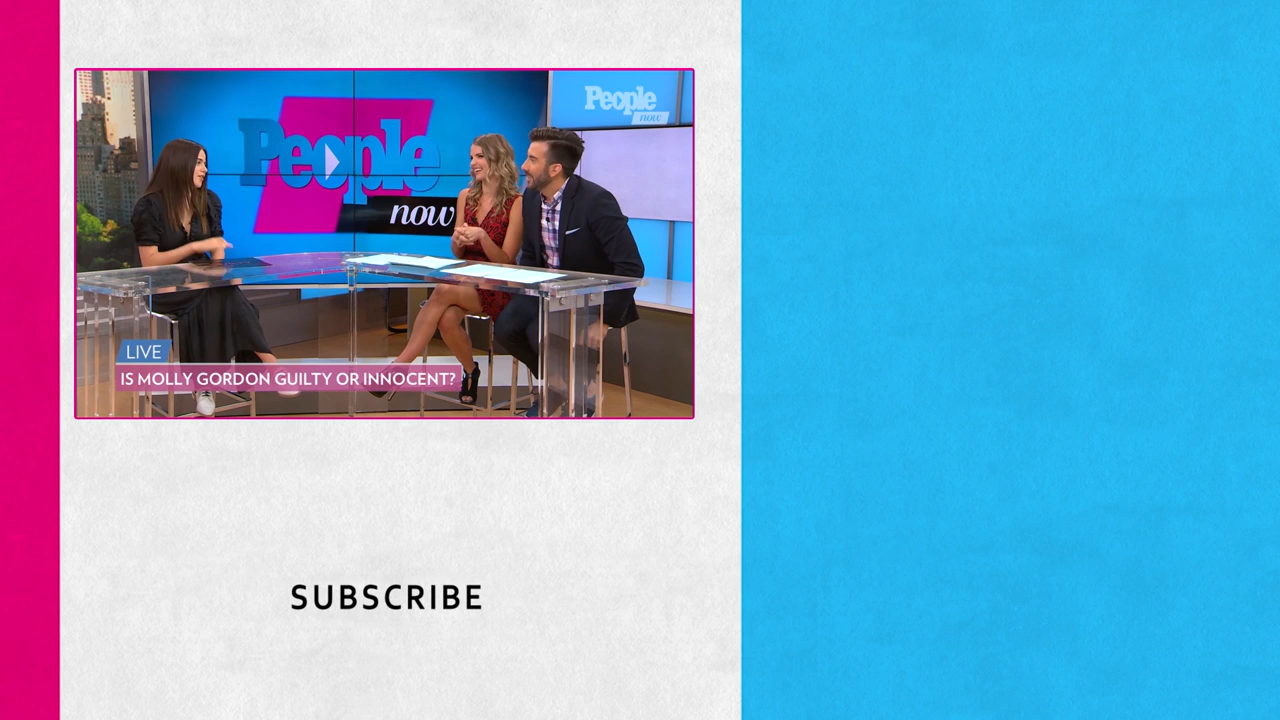 People
now
People
now
LIVE
IS MOLLY GORDON GUILTY OR INNOCENT?
SUBSCRIBE